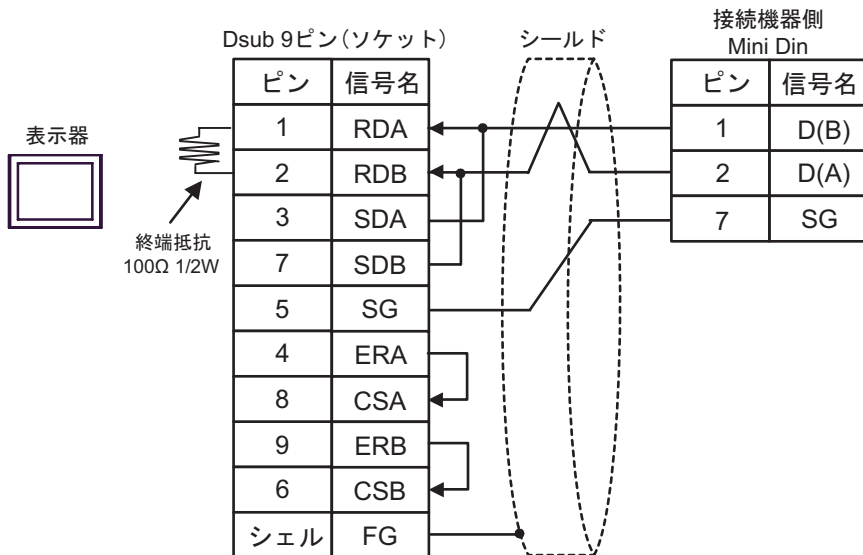 接続機器側
Mini Din
Dsub 9ピン(ソケット)
シールド
ピン 信号名
ピン 信号名
1 RDA
1 D(B)
表示器
2 RDB
2 D(A)
3 SDA
7 SG
終端抵抗
100Ω 1/2W
7 SDB
5 SG
4 ERA
8 CSA
9 ERB
6 CSB
シェル FG